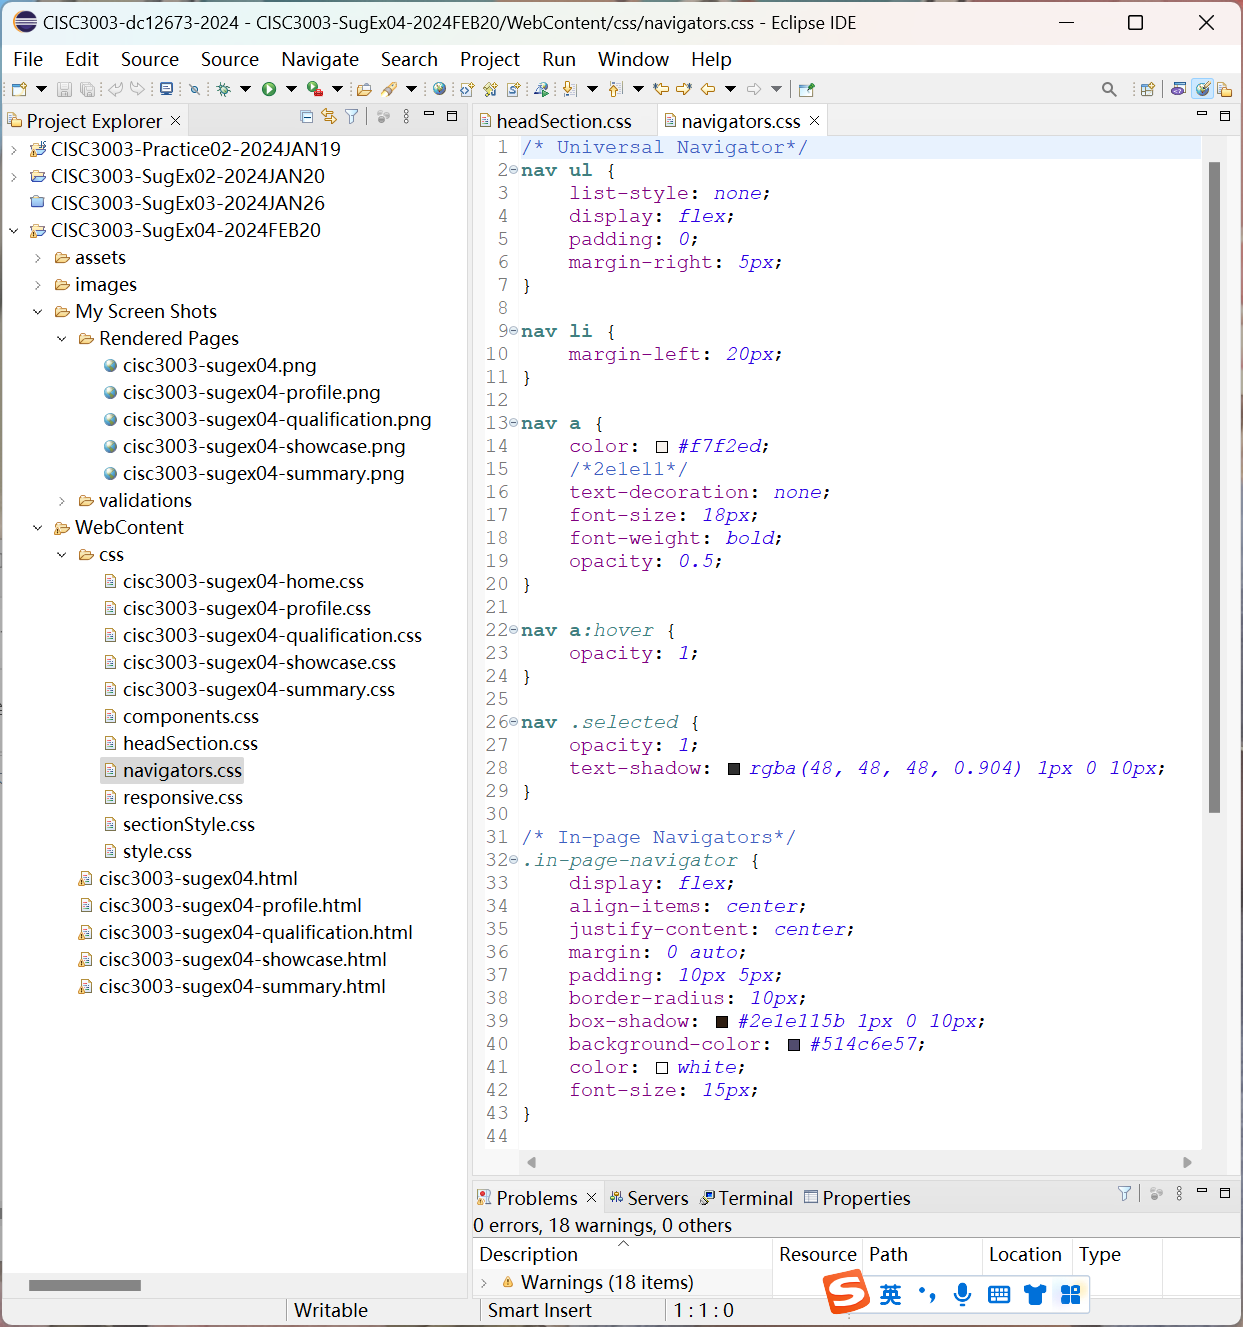 CISC3003-dc12673-2024 - CISC3003-SugEx04-2024FEB20/WebContent/css/navigators.css - Eclipse IDE
File Edit Source Source Navigate Search Project Run Window Help
Project Explorer
CISC3003-Practice02-2024JAN19
CISC3003-SugEx02-2024JAN20
CISC3003-SugEx03-2024JAN26
CISC3003-SugEx04-2024FEB20
assets
images
My Screen Shots
Rendered Pages
cisc3003-sugex04.png
cisc3003-sugex04-profile.png
cisc3003-sugex04-qualification.png
cisc3003-sugex04-showcase.png
cisc3003-sugex04-summary.png
validations
WebContent
css
cisc3003-sugex04-home.css
cisc3003-sugex04-profile.css
cisc3003-sugex04-qualification.css
cisc3003-sugex04-showcase.css
cisc3003-sugex04-summary.css
components.css
headSection.css
navigators.css
responsive.css
sectionStyle.css
style.css
cisc3003-sugex04.html
cisc3003-sugex04-profile.html
cisc3003-sugex04-qualification.html
cisc3003-sugex04-showcase.html
cisc3003-sugex04-summary.html
headSection.css navigators.css
1 /* Universal Navigator*/
2 nav ul {
3 list-style: none;
4 display: flex;
5 padding: 0;
6 margin-right: 5px;
7 }
8
9 nav li {
10 margin-left: 20px;
11 }
12
13 nav a {
14 color: #f7f2ed;
15 /*2e1e11*/
16 text-decoration: none;
17 font-size: 18px;
18 font-weight: bold;
19 opacity: 0.5;
20 }
21
22 nav a:hover {
23 opacity: 1;
24 }
25
26 nav .selected {
27 opacity: 1;
28 text-shadow: rgba(48, 48, 48, 0.904) 1px 0 10px;
29 }
30
31 /* In-page Navigators*/
32 .in-page-navigator {
33 display: flex;
34 align-items: center;
35 justify-content: center;
36 margin: 0 auto;
37 padding: 10px 5px;
38 border-radius: 10px;
39 box-shadow: #2e1e115b 1px 0 10px;
40 background-color: #514c6e57;
41 color: white;
42 font-size: 15px;
43 }
44
Problems Servers Terminal Properties
0 errors, 18 warnings, 0 others
Description Resource Path Location Type
Warnings (18 items)
S 英
Writable Smart Insert 1 : 1 : 0